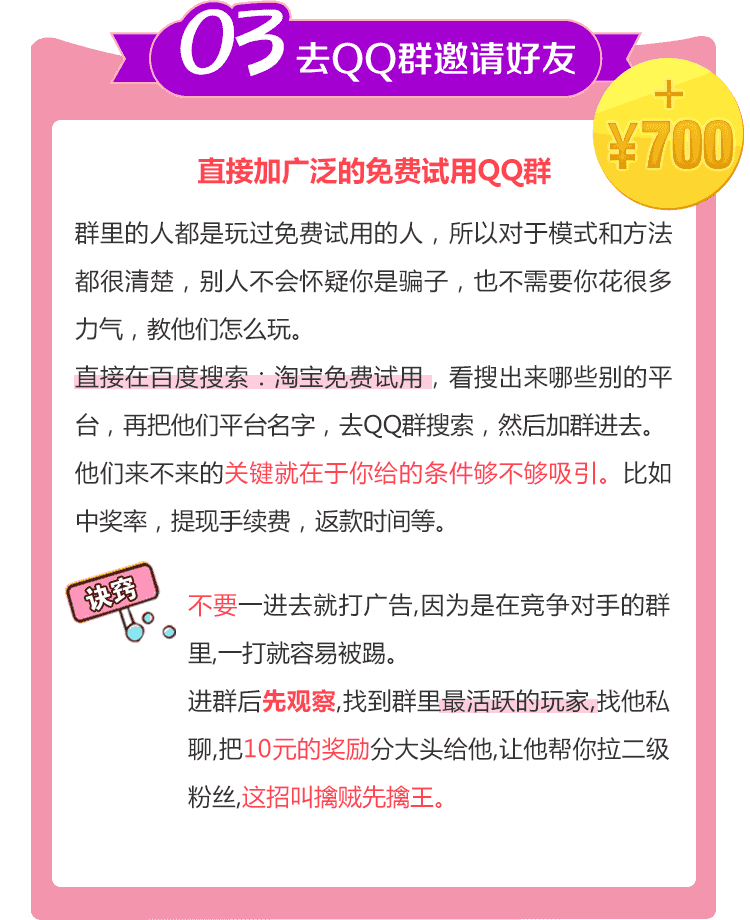 03 去QQ群邀请好友
+
¥700
直接加广泛的免费试用QQ群
群里的人都是玩过免费试用的人，所以对于模式和方法
都很清楚，别人不会怀疑你是骗子，也不需要你花很多
力气，教他们怎么玩。
直接在百度搜索：淘宝免费试用，看搜出来哪些别的平
台，再把他们平台名字，去QQ群搜索，然后加群进去。
他们来不来的关键就在于你给的条件够不够吸引。比如
中奖率，提现手续费，返款时间等。
诀窍
不要一进去就打广告,因为是在竞争对手的群
里,一打就容易被踢。
进群后先观察,找到群里最活跃的玩家,找他私
聊,把10元的奖励分大头给他,让他帮你拉二级
粉丝,这招叫擒贼先擒王。